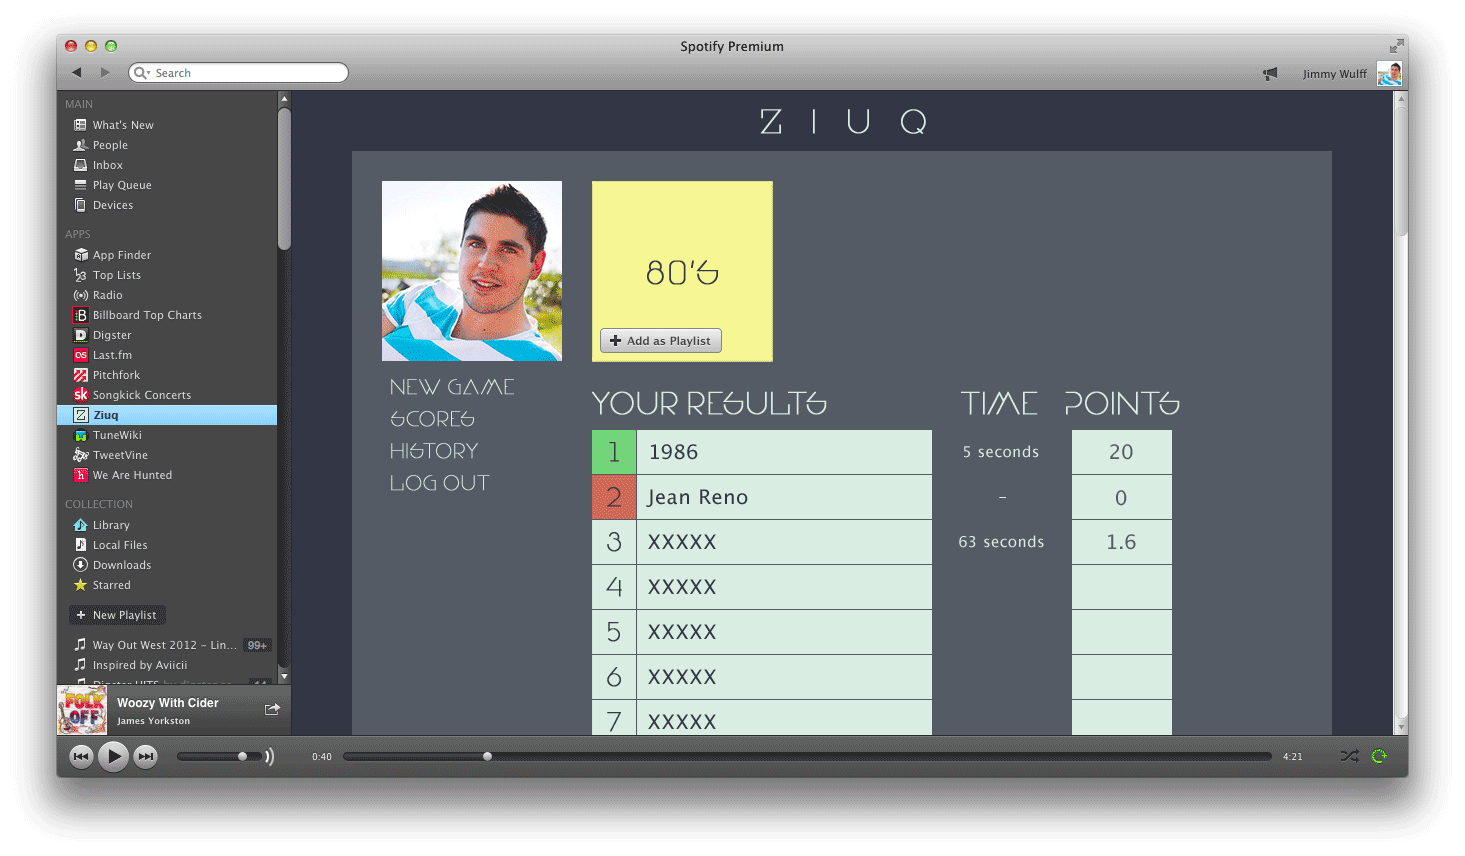 Spotify Premium
Search
Jimmy Wulff
MAIN
What's New
People
Inbox
Play Queue
Devices
APPS
App Finder
Top Lists
Radio
Billboard Top Charts
Digster
Last.fm
Pitchfork
Songkick Concerts
Ziuq
TuneWiki
TweetVine
We Are Hunted
COLLECTION
Library
Local Files
Downloads
Starred
+ New Playlist
Way Out West 2012 – Lin... 99+
Inspired by Aviicii
FOLK OFF
Woozy With Cider
James Yorkston
0:40
4:21
ZIUQ
80'S
+ Add as Playlist
NEW GAME
SCORES
HISTORY
LOG OUT
YOUR RESULTS TIME POINTS
1 1986 5 seconds 20
2 Jean Reno – 0
3 XXXXX 63 seconds 1.6
4 XXXXX
5 XXXXX
6 XXXXX
7 XXXXX